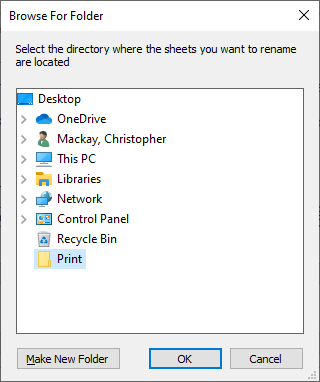 Browse For Folder
Select the directory where the sheets you want to rename
are located
Desktop
OneDrive
Mackay, Christopher
This PC
Libraries
Network
Control Panel
Recycle Bin
Print
Make New Folder
OK
Cancel